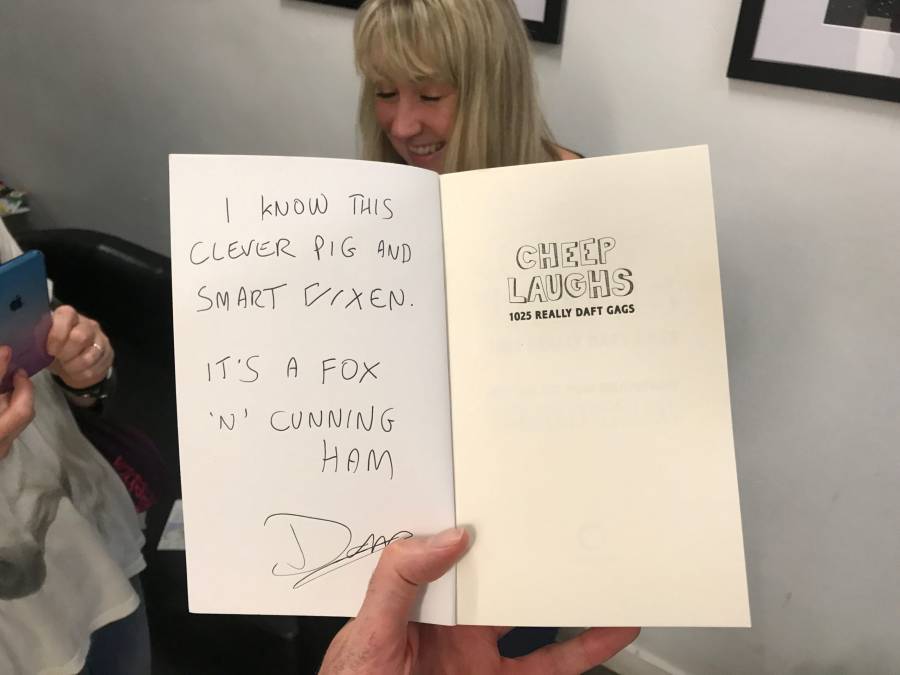 I KNOW THIS
CLEVER PIG AND
SMART VIXEN.
IT'S A FOX
'N' CUNNING
HAM
CHEEP
LAUGHS
1025 REALLY DAFT GAGS